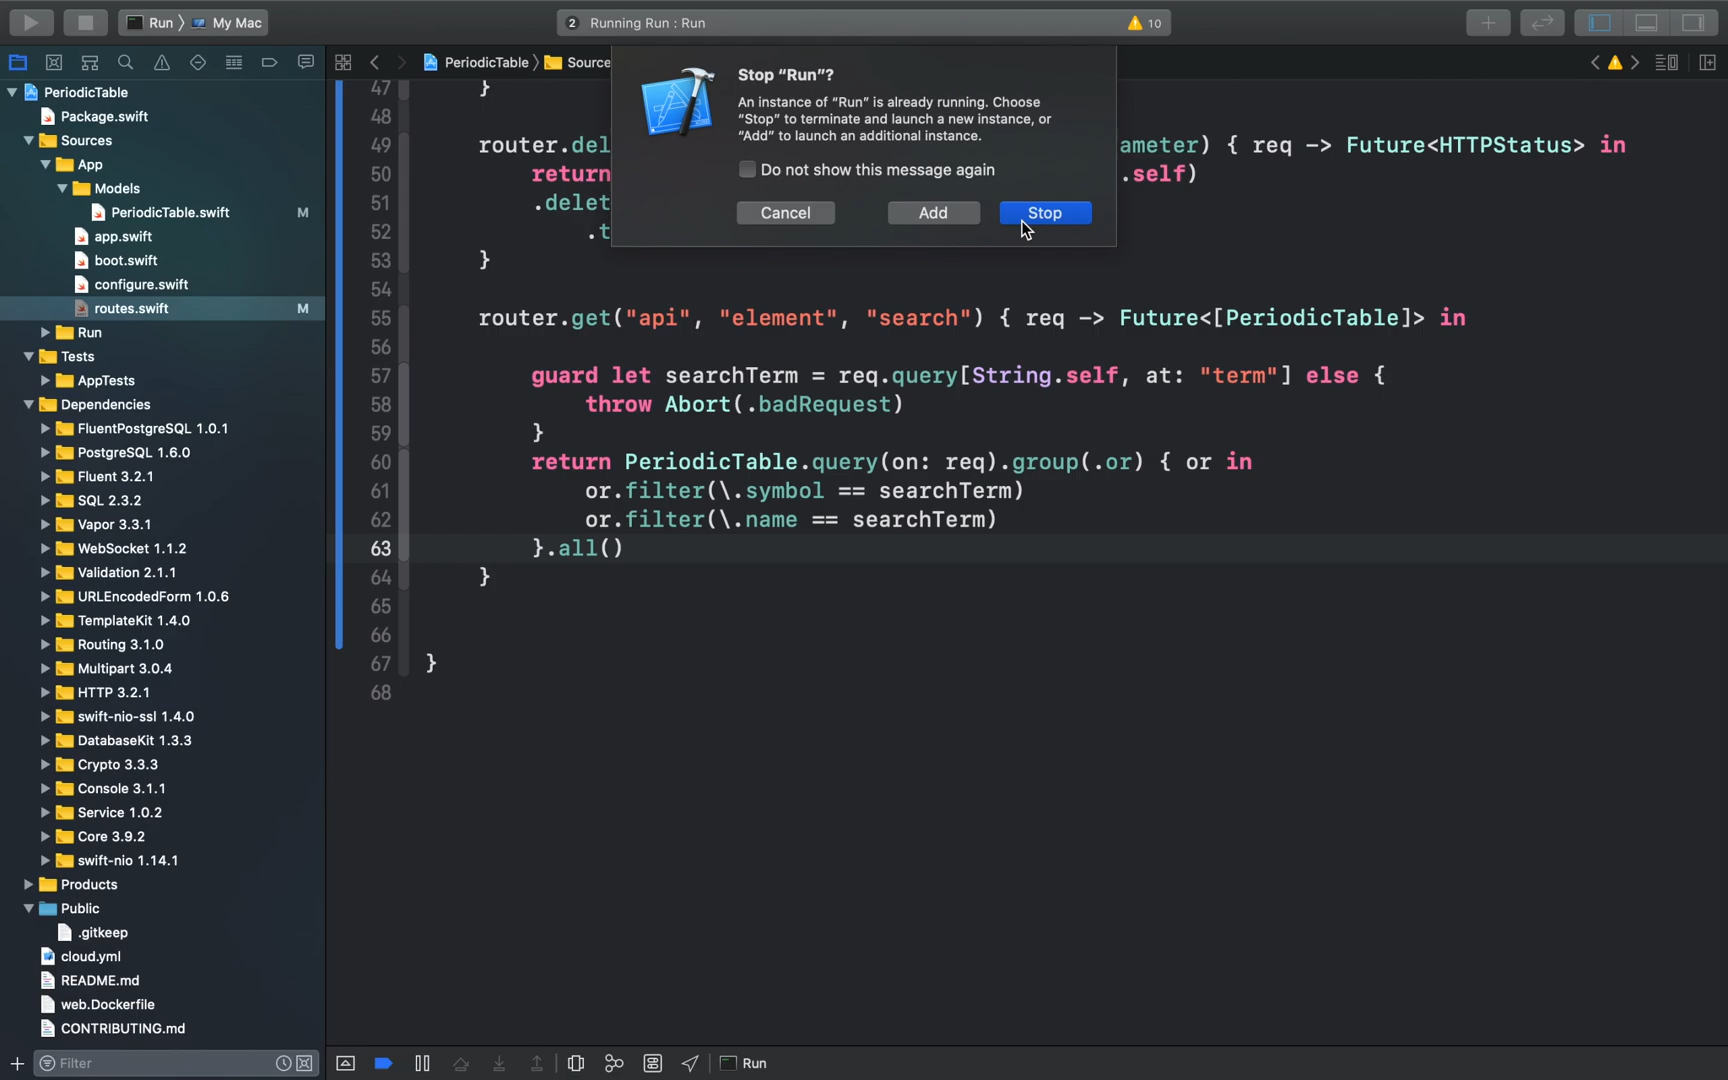 Run 〉 My Mac
2 Running Run : Run
10
PeriodicTable
Package.swift
Sources
App
Models
PeriodicTable.swift M
app.swift
boot.swift
configure.swift
routes.swift M
Run
Tests
AppTests
Dependencies
FluentPostgreSQL 1.0.1
PostgreSQL 1.6.0
Fluent 3.2.1
SQL 2.3.2
Vapor 3.3.1
WebSocket 1.1.2
Validation 2.1.1
URLEncodedForm 1.0.6
TemplateKit 1.4.0
Routing 3.1.0
Multipart 3.0.4
HTTP 3.2.1
swift-nio-ssl 1.4.0
DatabaseKit 1.3.3
Crypto 3.3.3
Console 3.1.1
Service 1.0.2
Core 3.9.2
swift-nio 1.14.1
Products
Public
.gitkeep
cloud.yml
README.md
web.Dockerfile
CONTRIBUTING.md
Filter
PeriodicTable 〉 Source
Stop “Run”?
An instance of “Run” is already running. Choose
“Stop” to terminate and launch a new instance, or
“Add” to launch an additional instance.
Do not show this message again
Cancel Add Stop
47 }
48
49 router.del ameter) { req -> Future<HTTPStatus> in
50 return .self)
51 .delet
52 .t
53 }
54
55 router.get("api", "element", "search") { req -> Future<[PeriodicTable]> in
56
57 guard let searchTerm = req.query[String.self, at: "term"] else {
58 throw Abort(.badRequest)
59 }
60 return PeriodicTable.query(on: req).group(.or) { or in
61 or.filter(\.symbol == searchTerm)
62 or.filter(\.name == searchTerm)
63 }.all()
64 }
65
66
67 }
68
Run